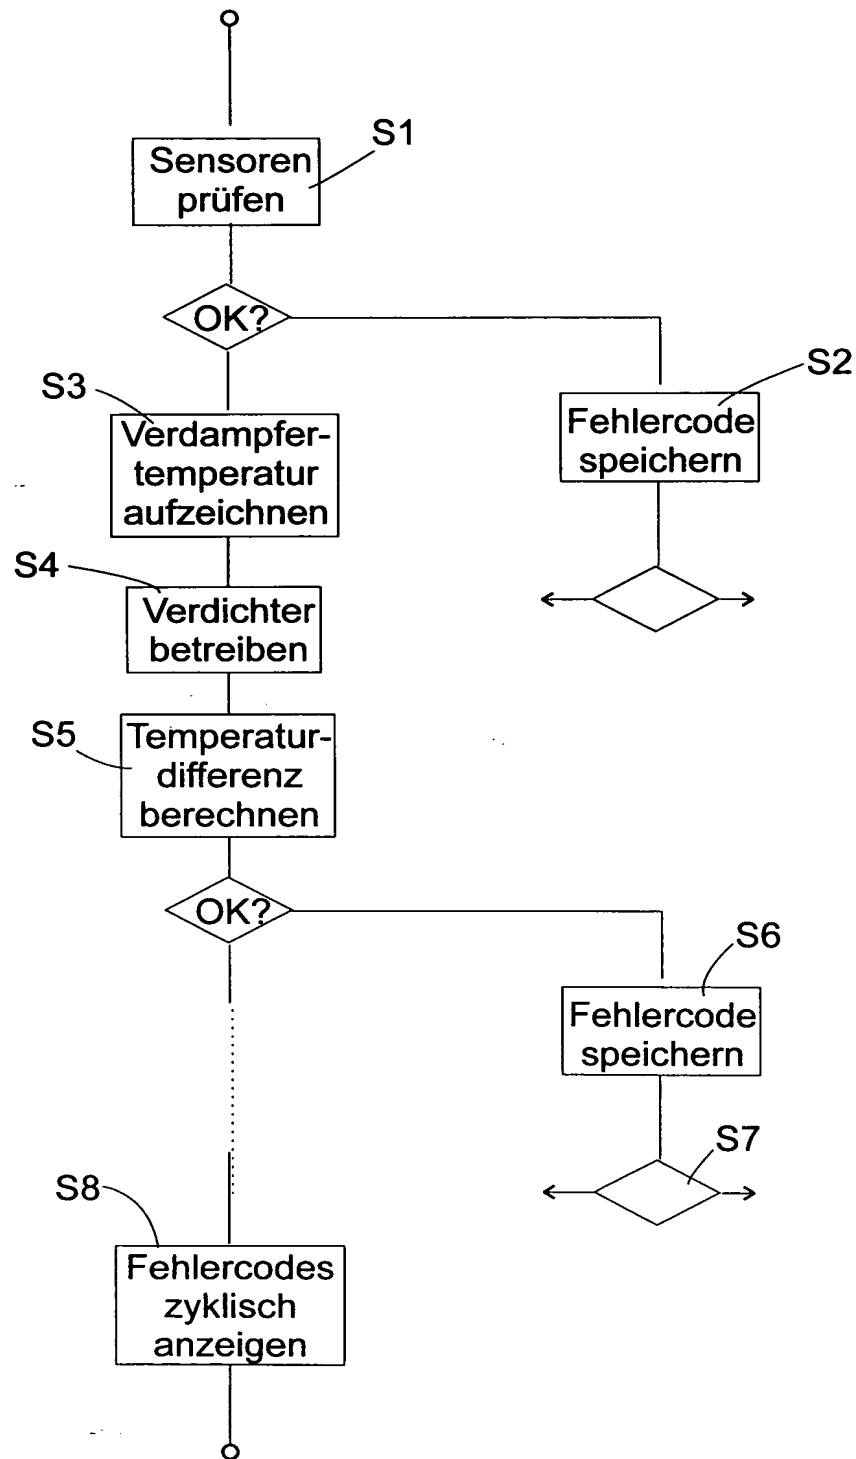 S1
Sensoren
prüfen
OK?
S2
Fehlercode
speichern
S3
Verdampfer-
temperatur
aufzeichnen
S4
Verdichter
betreiben
S5
Temperatur-
differenz
berechnen
OK?
S6
Fehlercode
speichern
S7
S8
Fehlercodes
zyklisch
anzeigen